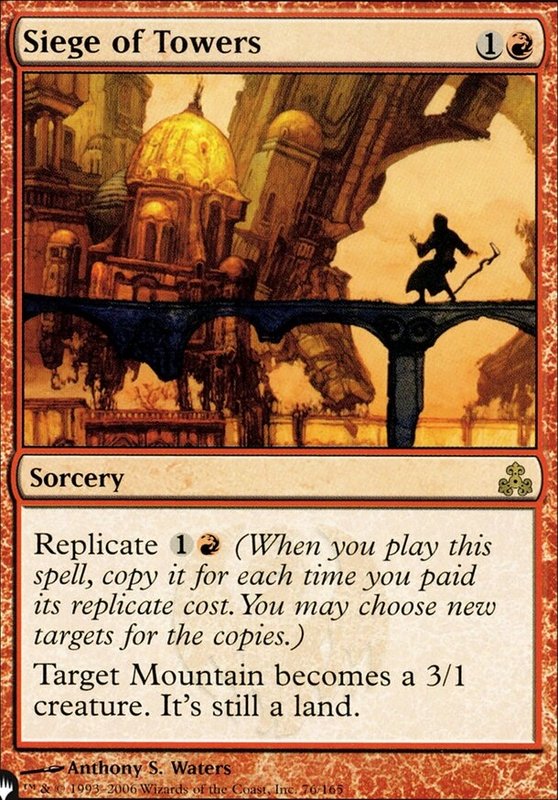 Siege of Towers 1
Sorcery
Replicate 1 (When you play this
spell, copy it for each time you paid
its replicate cost. You may choose new
targets for the copies.)
Target Mountain becomes a 3/1
creature. It's still a land.
Anthony S. Waters
™ & © 1993–2006 Wizards of the Coast, Inc. 76/165